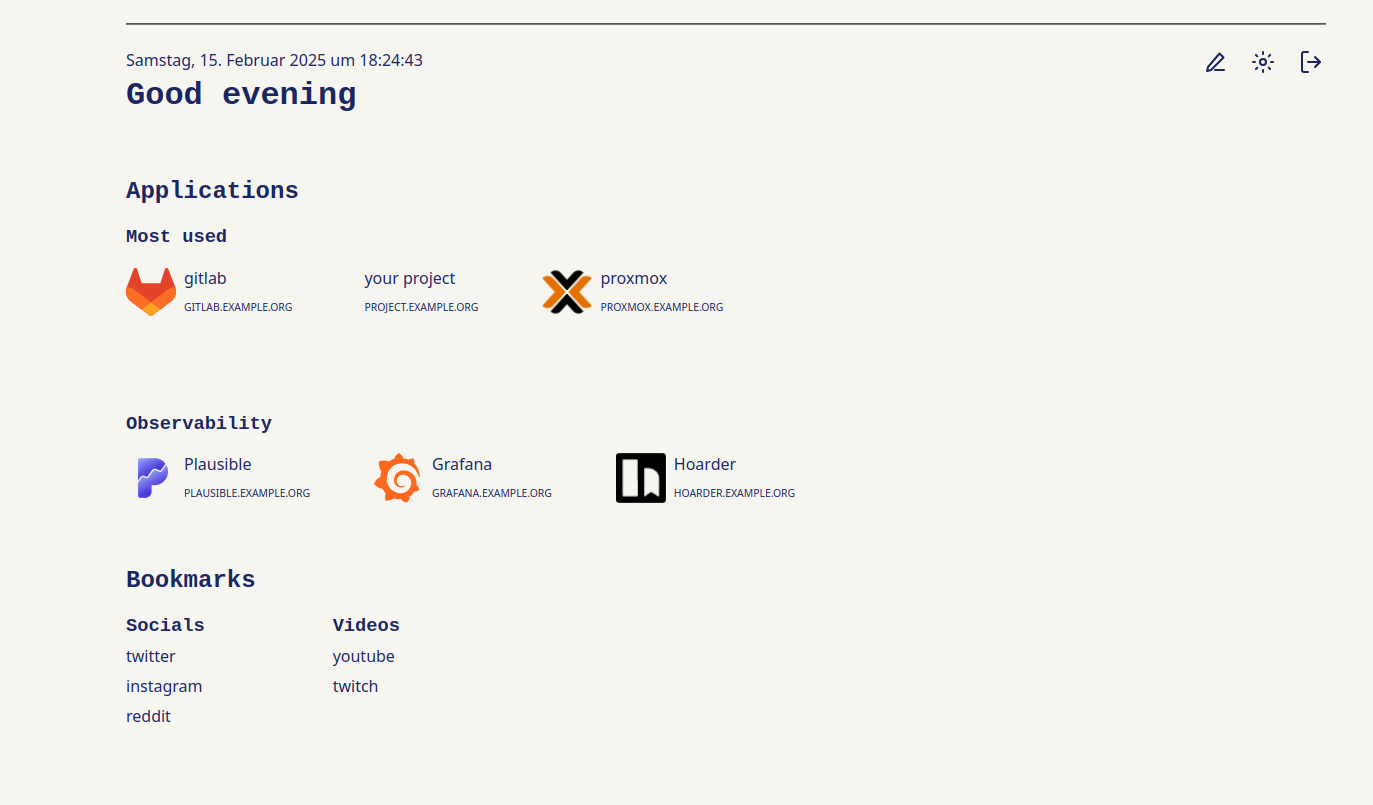 Samstag, 15. Februar 2025 um 18:24:43
Good evening
Applications
Most used
gitlab your project proxmox
GITLAB.EXAMPLE.ORG PROJECT.EXAMPLE.ORG PROXMOX.EXAMPLE.ORG
Observability
Plausible Grafana Hoarder
PLAUSIBLE.EXAMPLE.ORG GRAFANA.EXAMPLE.ORG HOARDER.EXAMPLE.ORG
Bookmarks
Socials Videos
twitter youtube
instagram twitch
reddit